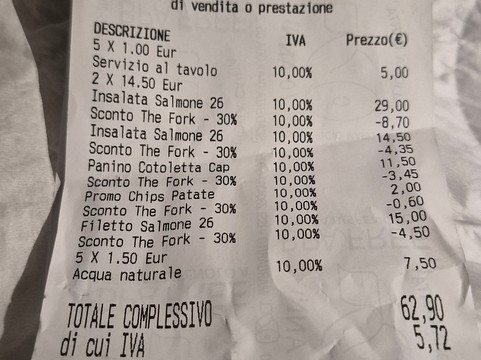 di vendita o prestazione
DESCRIZIONE IVA Prezzo(€)
5 X 1.00 Eur
Servizio al tavolo 10,00% 5,00
2 X 14.50 Eur
Insalata Salmone 26 10,00% 29,00
Sconto The Fork - 30% 10,00% -8,70
Insalata Salmone 26 10,00% 14,50
Sconto The Fork - 30% 10,00% -4,35
Panino Cotoletta Cap 10,00% 11,50
Sconto The Fork - 30% 10,00% -3,45
Promo Chips Patate 10,00% 2,00
Sconto The Fork - 30% 10,00% -0,60
Filetto Salmone 26 10,00% 15,00
Sconto The Fork - 30% 10,00% -4,50
5 X 1.50 Eur
Acqua naturale 10,00% 7,50
TOTALE COMPLESSIVO 62,90
di cui IVA 5,72